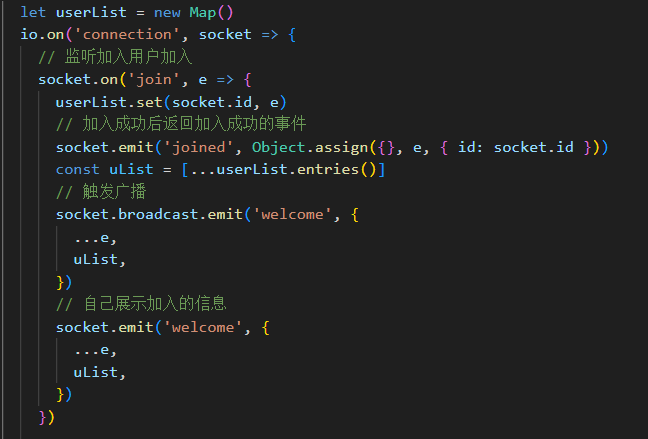 let userList = new Map()
io.on('connection', socket => {
// 监听加入用户加入
socket.on('join', e => {
userList.set(socket.id, e)
// 加入成功后返回加入成功的事件
socket.emit('joined', Object.assign({}, e, { id: socket.id }))
const uList = [...userList.entries()]
// 触发广播
socket.broadcast.emit('welcome', {
...e,
uList,
})
// 自己展示加入的信息
socket.emit('welcome', {
...e,
uList,
})
})